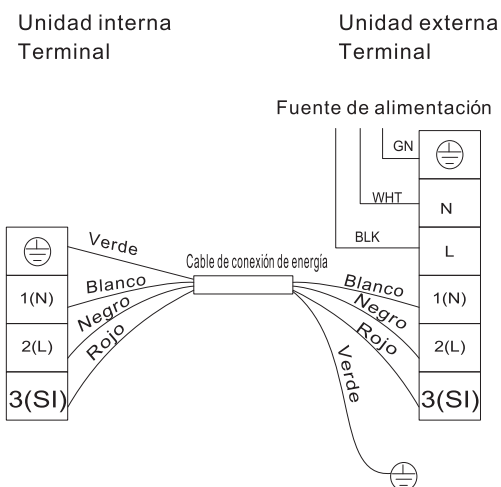 Unidad interna
Terminal
Unidad externa
Terminal
Fuente de alimentación
GN
WHT
N
BLK
L
Verde
Cable de conexión de energía
1(N)
Blanco
Blanco
1(N)
2(L)
Negro
Negro
2(L)
3(SI)
Rojo
Rojo
3(SI)
Verde